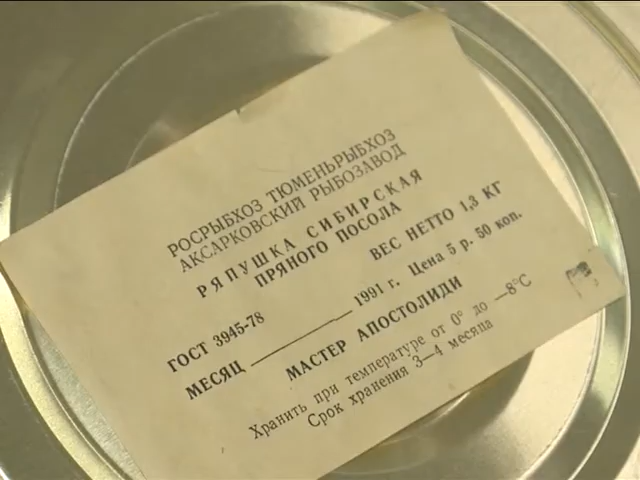 РОСРЫБХОЗ ТЮМЕНЬРЫБХОЗ
АКСАРКОВСКИЙ РЫБОЗАВОД
РЯПУШКА СИБИРСКАЯ
ПРЯНОГО ПОСОЛА
ВЕС НЕТТО 1,3 КГ
ГОСТ 3945-78
МЕСЯЦ ________ 1991 г. Цена 5 р. 50 коп.
МАСТЕР АПОСТОЛИДИ
Хранить при температуре от 0° до —8°С
Срок хранения 3—4 месяца